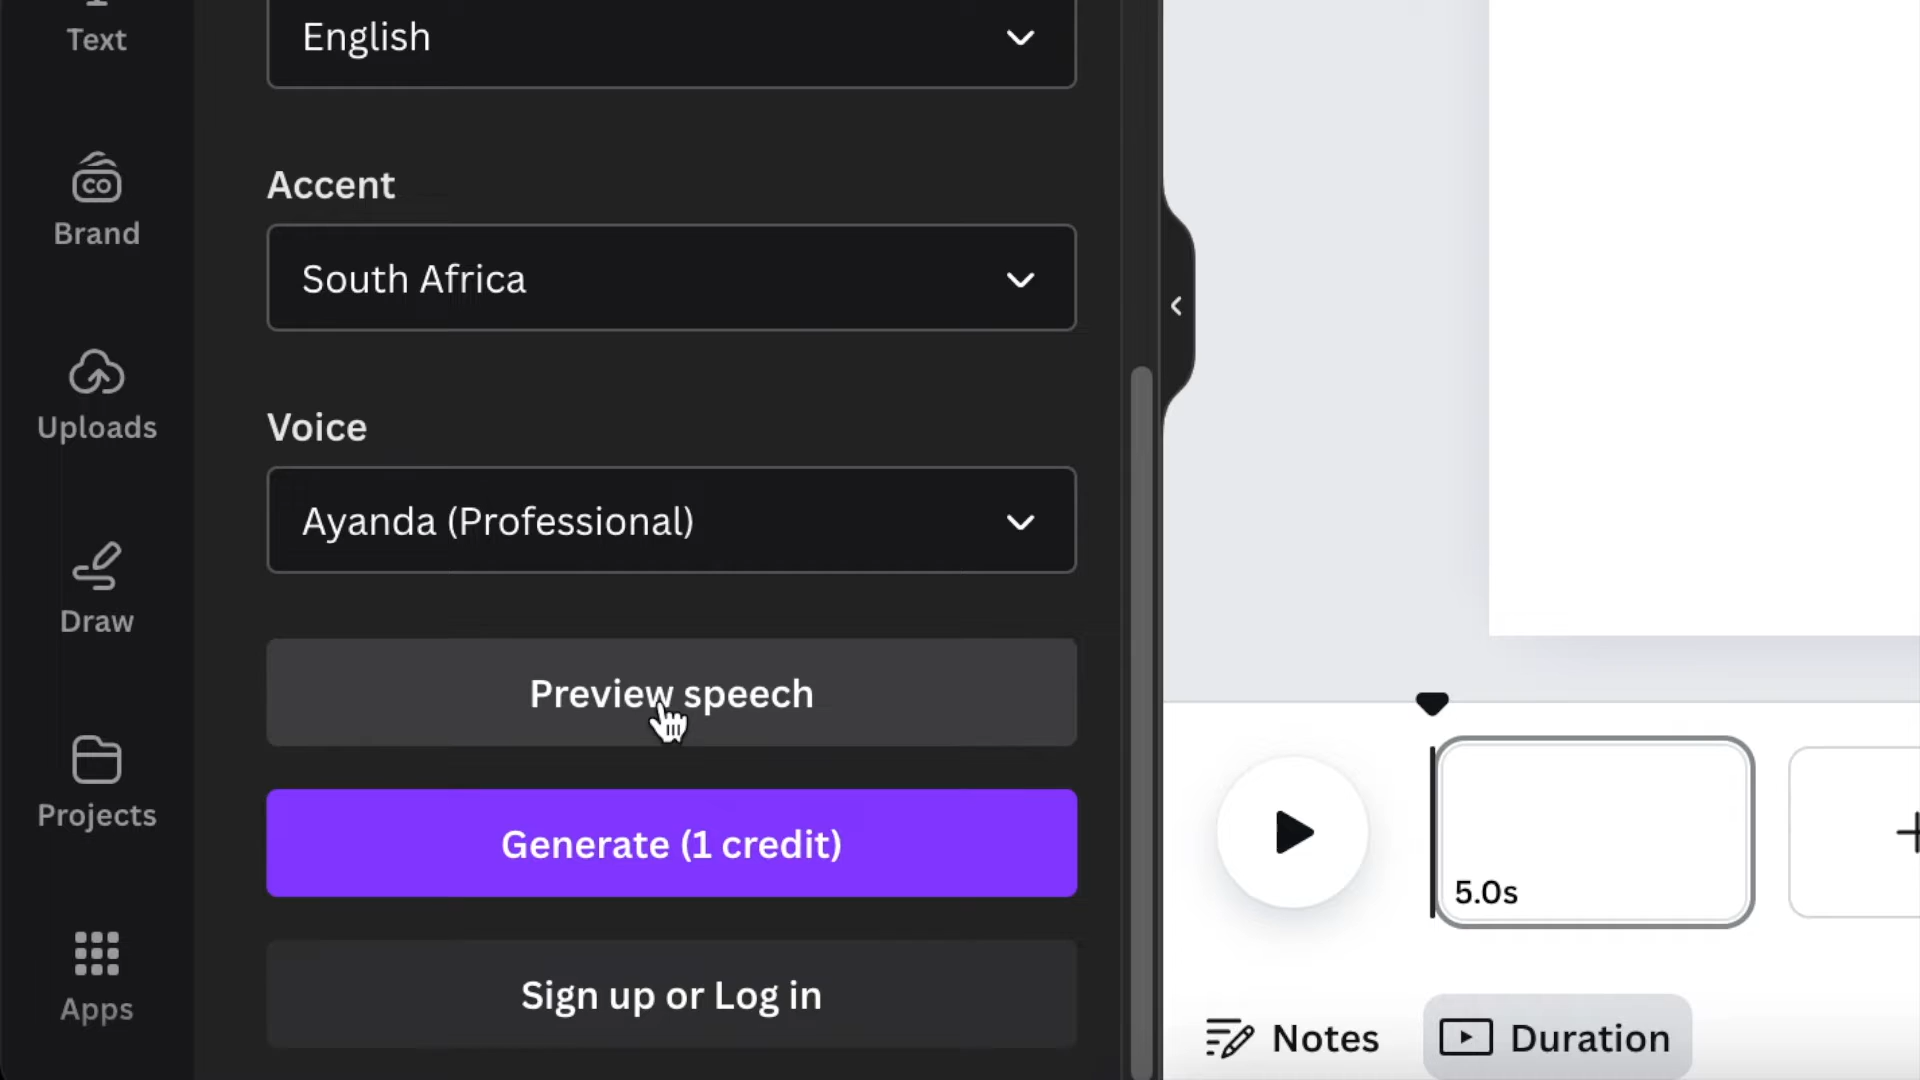 Text
CO
Brand
Uploads
Draw
Projects
Apps
English
Accent
South Africa
Voice
Ayanda (Professional)
Preview speech
Generate (1 credit)
Sign up or Log in
5.0s
Notes
Duration